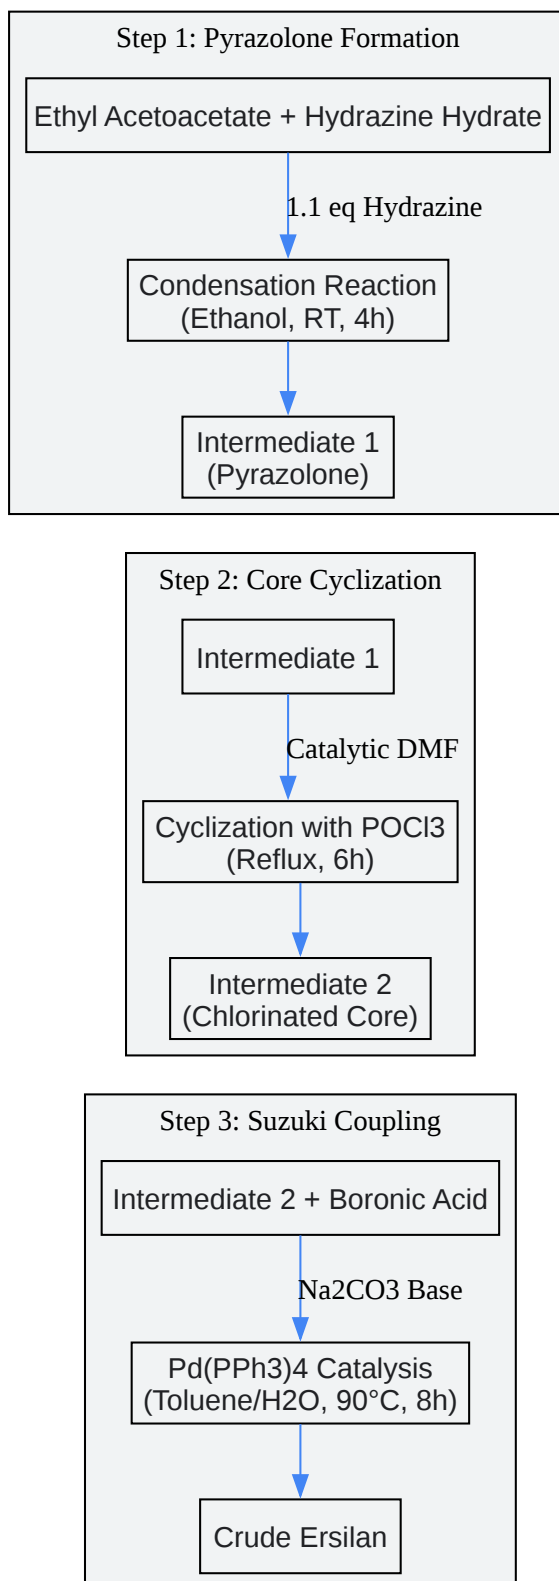 Step 1: Pyrazolone Formation
Ethyl Acetoacetate + Hydrazine Hydrate
1.1 eq Hydrazine
Condensation Reaction
(Ethanol, RT, 4h)
Intermediate 1
(Pyrazolone)
Step 2: Core Cyclization
Intermediate 1
Catalytic DMF
Cyclization with POCl3
(Reflux, 6h)
Intermediate 2
(Chlorinated Core)
Step 3: Suzuki Coupling
Intermediate 2 + Boronic Acid
Na2CO3 Base
Pd(PPh3)4 Catalysis
(Toluene/H2O, 90°C, 8h)
Crude Ersilan